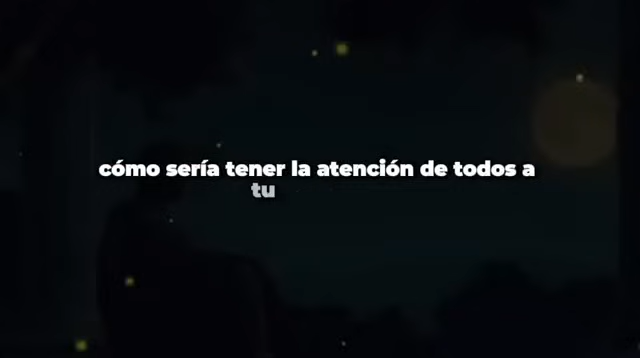 cómo sería tener la atención de todos a
tu